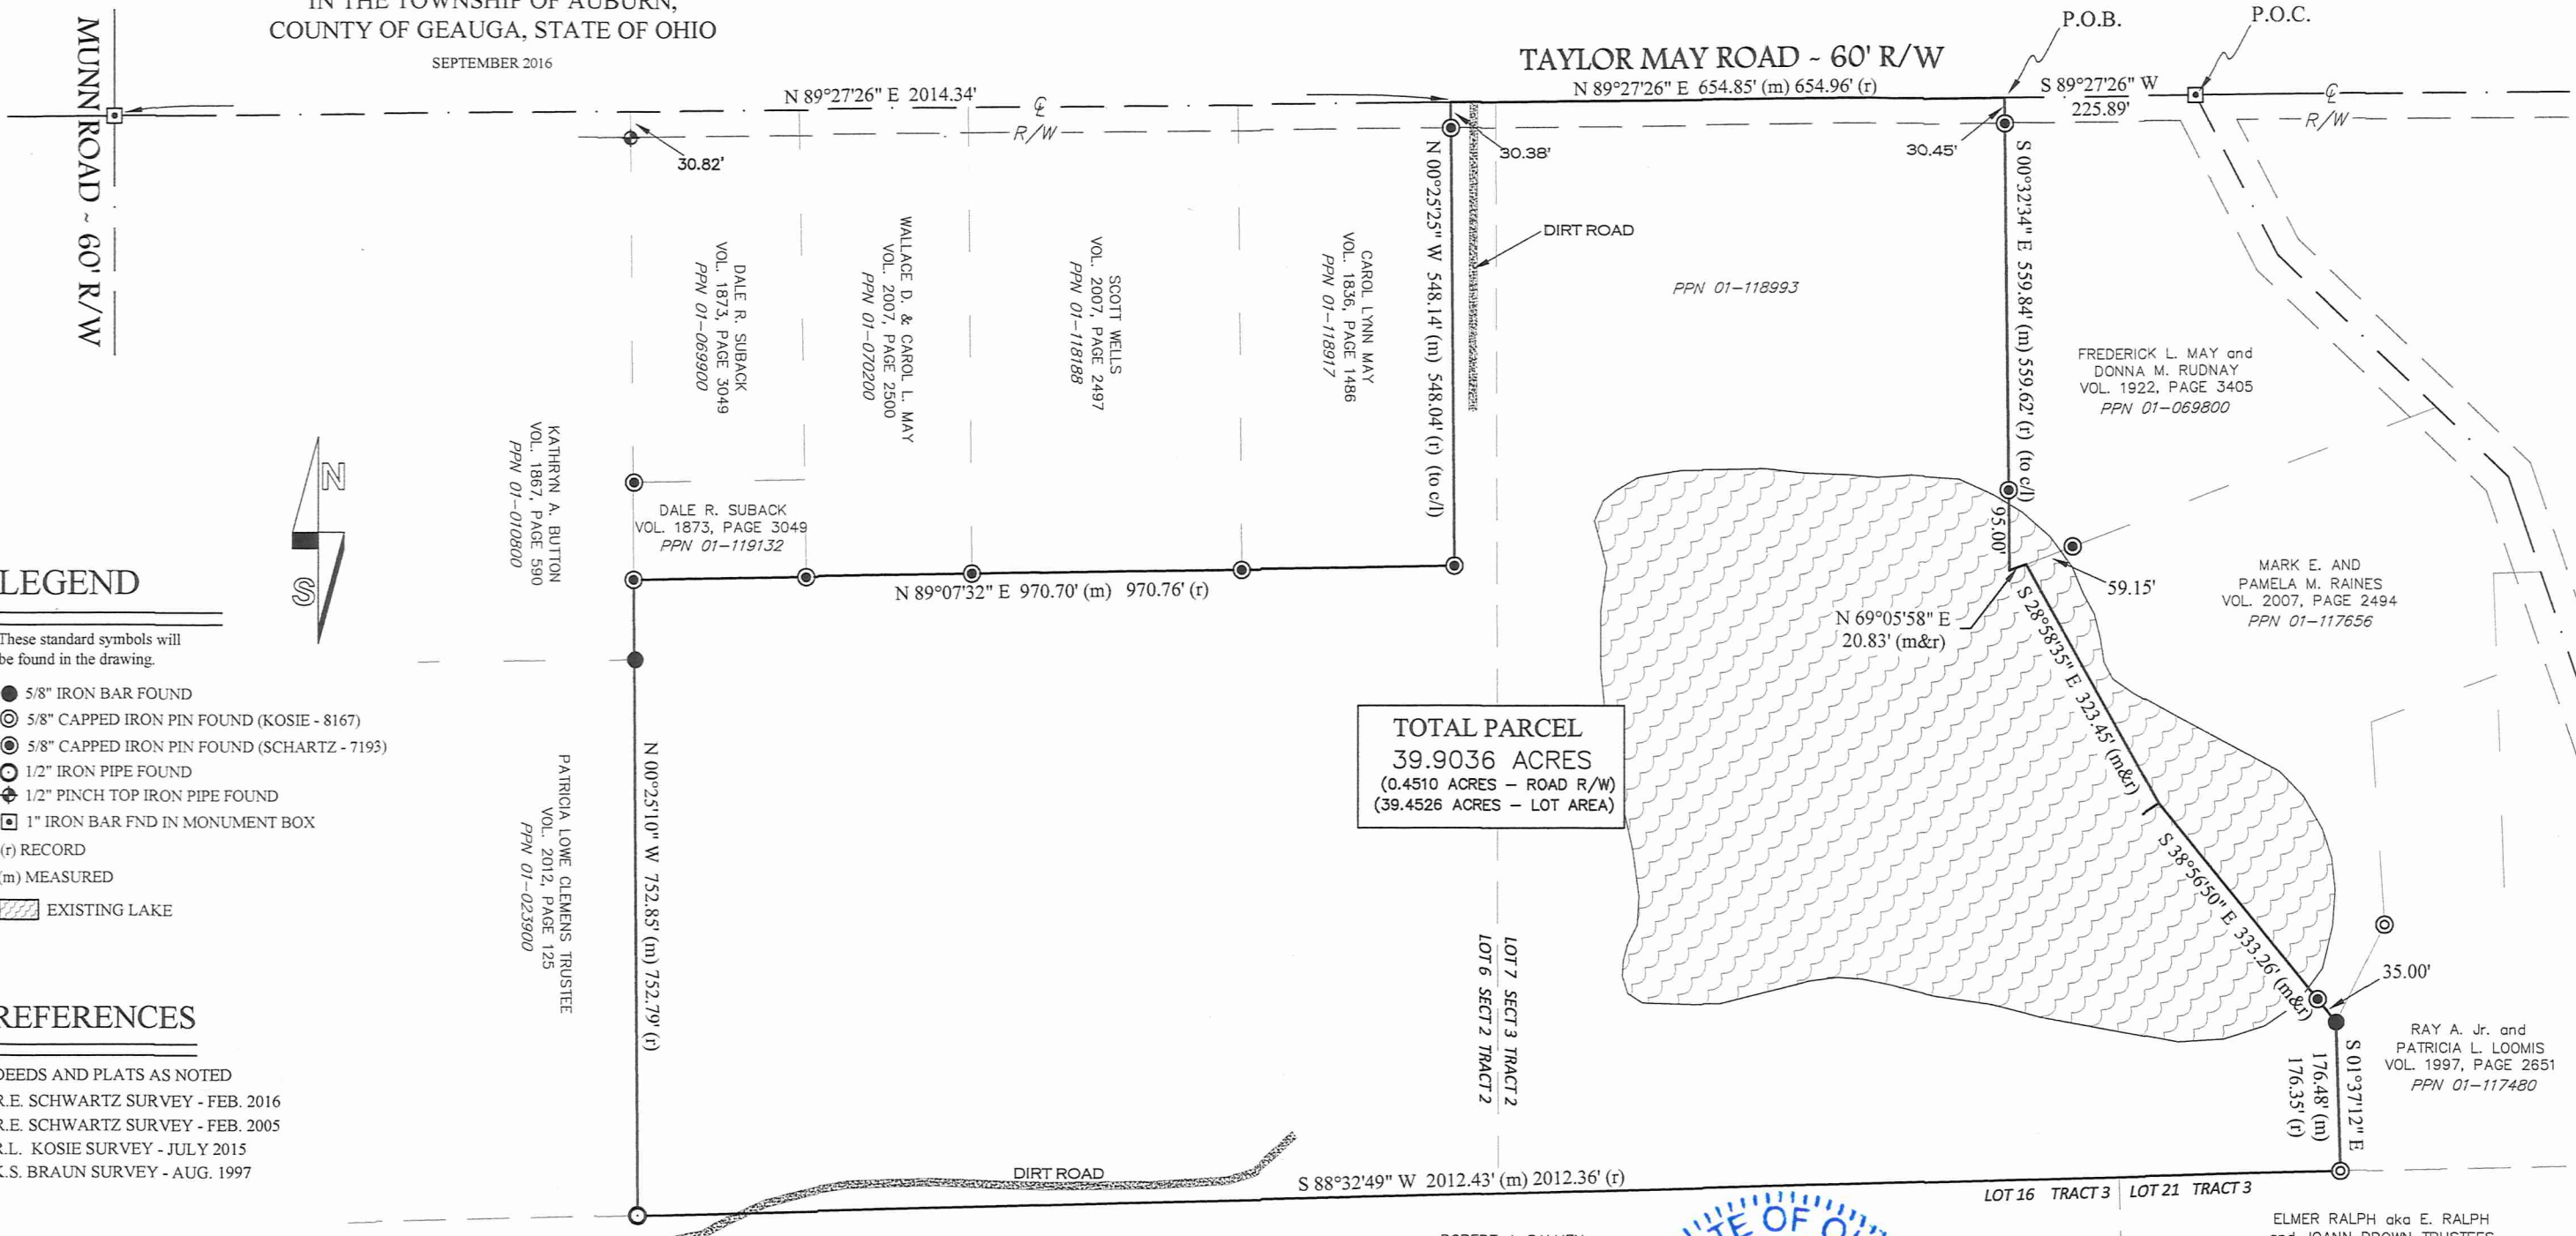 IN THE TOWNSHIP OF AUBURN,
COUNTY OF GEAUGA, STATE OF OHIO
SEPTEMBER 2016
MUNN ROAD ~ 60' R/W
N 89°27'26" E 2014.34'
R/W
30.82'
TAYLOR MAY ROAD ~ 60' R/W
N 89°27'26" E 654.85' (m) 654.96' (r)
P.O.B.
P.O.C.
S 89°27'26" W
225.89'
R/W
30.38'
30.45'
DIRT ROAD
N 00°25'25" W 548.14' (m) 548.04' (r) (to c/l)
S 00°32'34" E 559.84' (m) 559.62' (r) (to c/l)
PPN 01-118993
DALE R. SUBACK
VOL. 1873, PAGE 3049
PPN 01-069900
WALLACE D. & CAROL L. MAY
VOL. 2007, PAGE 2500
PPN 01-070200
SCOTT WELLS
VOL. 2007, PAGE 2497
PPN 01-118188
CAROL LYNN MAY
VOL. 1836, PAGE 1486
PPN 01-118917
FREDERICK L. MAY and
DONNA M. RUDNAY
VOL. 1922, PAGE 3405
PPN 01-069800
KATHRYN A. BUTTON
VOL. 1867, PAGE 590
PPN 01-010800
DALE R. SUBACK
VOL. 1873, PAGE 3049
PPN 01-119132
N 89°07'32" E 970.70' (m) 970.76' (r)
N
S
95.00'
59.15'
N 69°05'58" E
20.83' (m&r)
S 28°58'35" E 323.45' (m&r)
MARK E. AND
PAMELA M. RAINES
VOL. 2007, PAGE 2494
PPN 01-117656
LEGEND
These standard symbols will
be found in the drawing.
5/8" IRON BAR FOUND
5/8" CAPPED IRON PIN FOUND (KOSIE - 8167)
5/8" CAPPED IRON PIN FOUND (SCHARTZ - 7193)
1/2" IRON PIPE FOUND
1/2" PINCH TOP IRON PIPE FOUND
1" IRON BAR FND IN MONUMENT BOX
(r) RECORD
(m) MEASURED
EXISTING LAKE
TOTAL PARCEL
39.9036 ACRES
(0.4510 ACRES - ROAD R/W)
(39.4526 ACRES - LOT AREA)
N 00°25'10" W 752.85' (m) 752.79' (r)
PATRICIA LOWE CLEMENS TRUSTEE
VOL. 2012, PAGE 125
PPN 01-023900
S 38°56'50" E 333.26' (m&r)
35.00'
LOT 7 SECT 3 TRACT 2
LOT 6 SECT 2 TRACT 2
RAY A. Jr. and
PATRICIA L. LOOMIS
VOL. 1997, PAGE 2651
PPN 01-117480
S 01°37'12" E
176.48' (m)
176.35' (r)
REFERENCES
DEEDS AND PLATS AS NOTED
R.E. SCHWARTZ SURVEY - FEB. 2016
R.E. SCHWARTZ SURVEY - FEB. 2005
R.L. KOSIE SURVEY - JULY 2015
K.S. BRAUN SURVEY - AUG. 1997
DIRT ROAD
S 88°32'49" W 2012.43' (m) 2012.36' (r)
LOT 16 TRACT 3
LOT 21 TRACT 3
TE OF O
ELMER RALPH aka E. RALPH